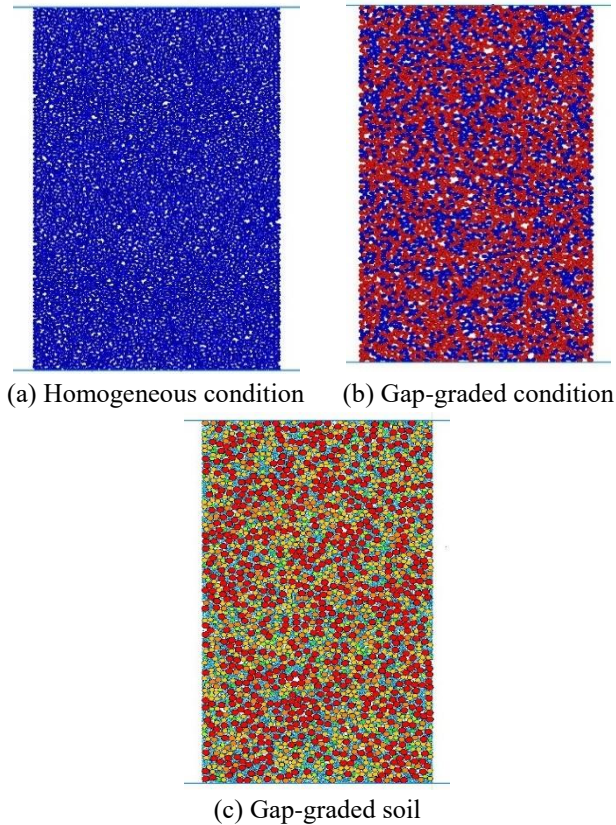 (a) Homogeneous condition
(b) Gap-graded condition
(c) Gap-graded soil